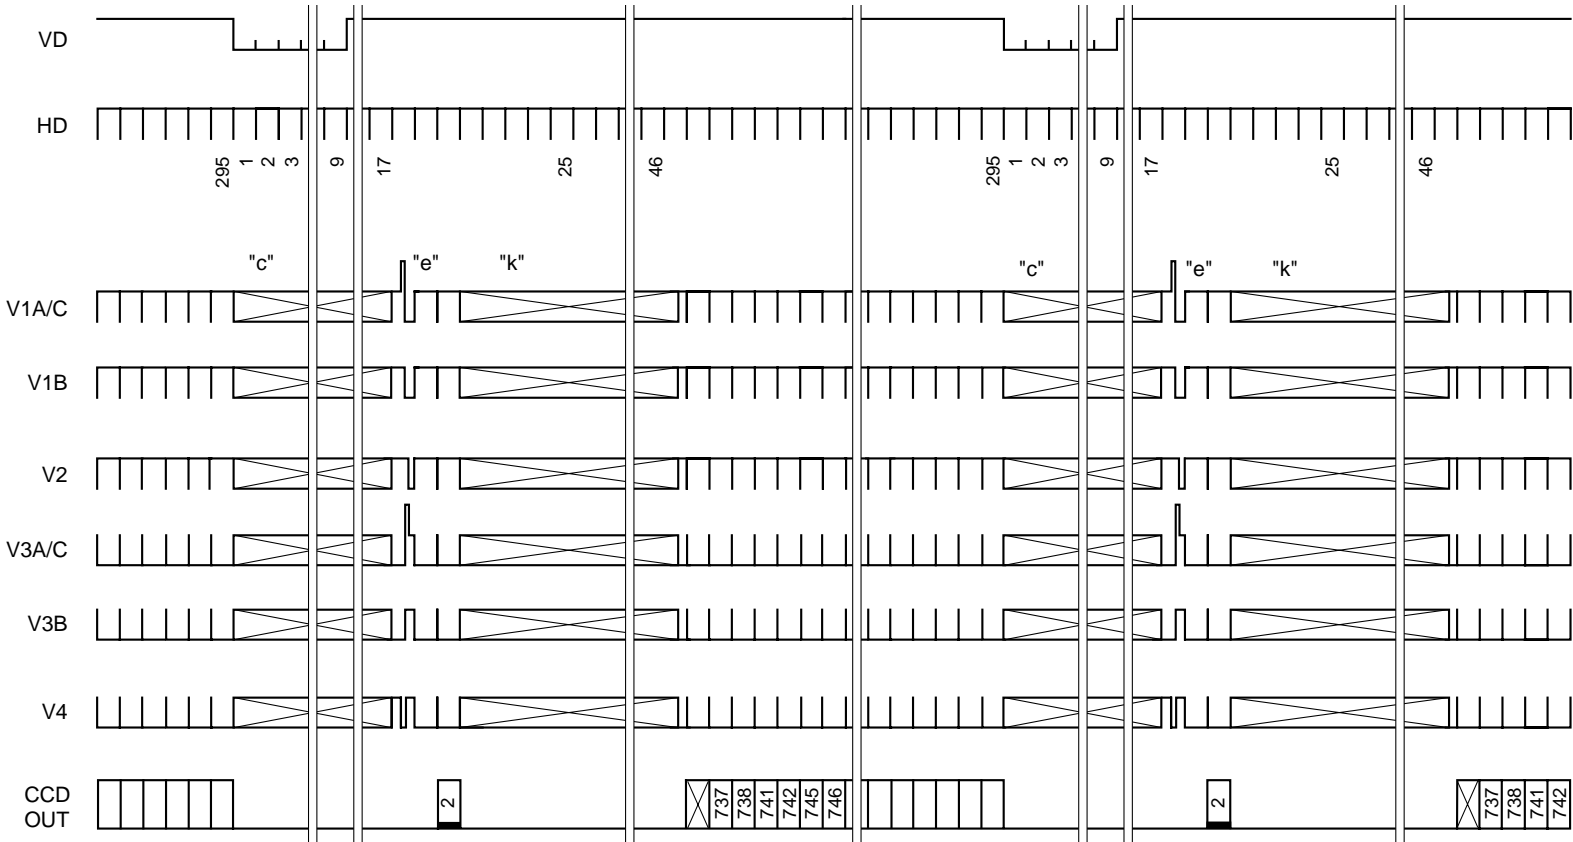 VD
HD
295 1 2 3 9 17 25 46 295 1 2 3 9 17 25 46
"c" "e" "k" "c" "e" "k"
V1A/C
V1B
V2
V3A/C
V3B
V4
CCD
OUT
2 737 738 741 742 745 746 2 737 738 741 742